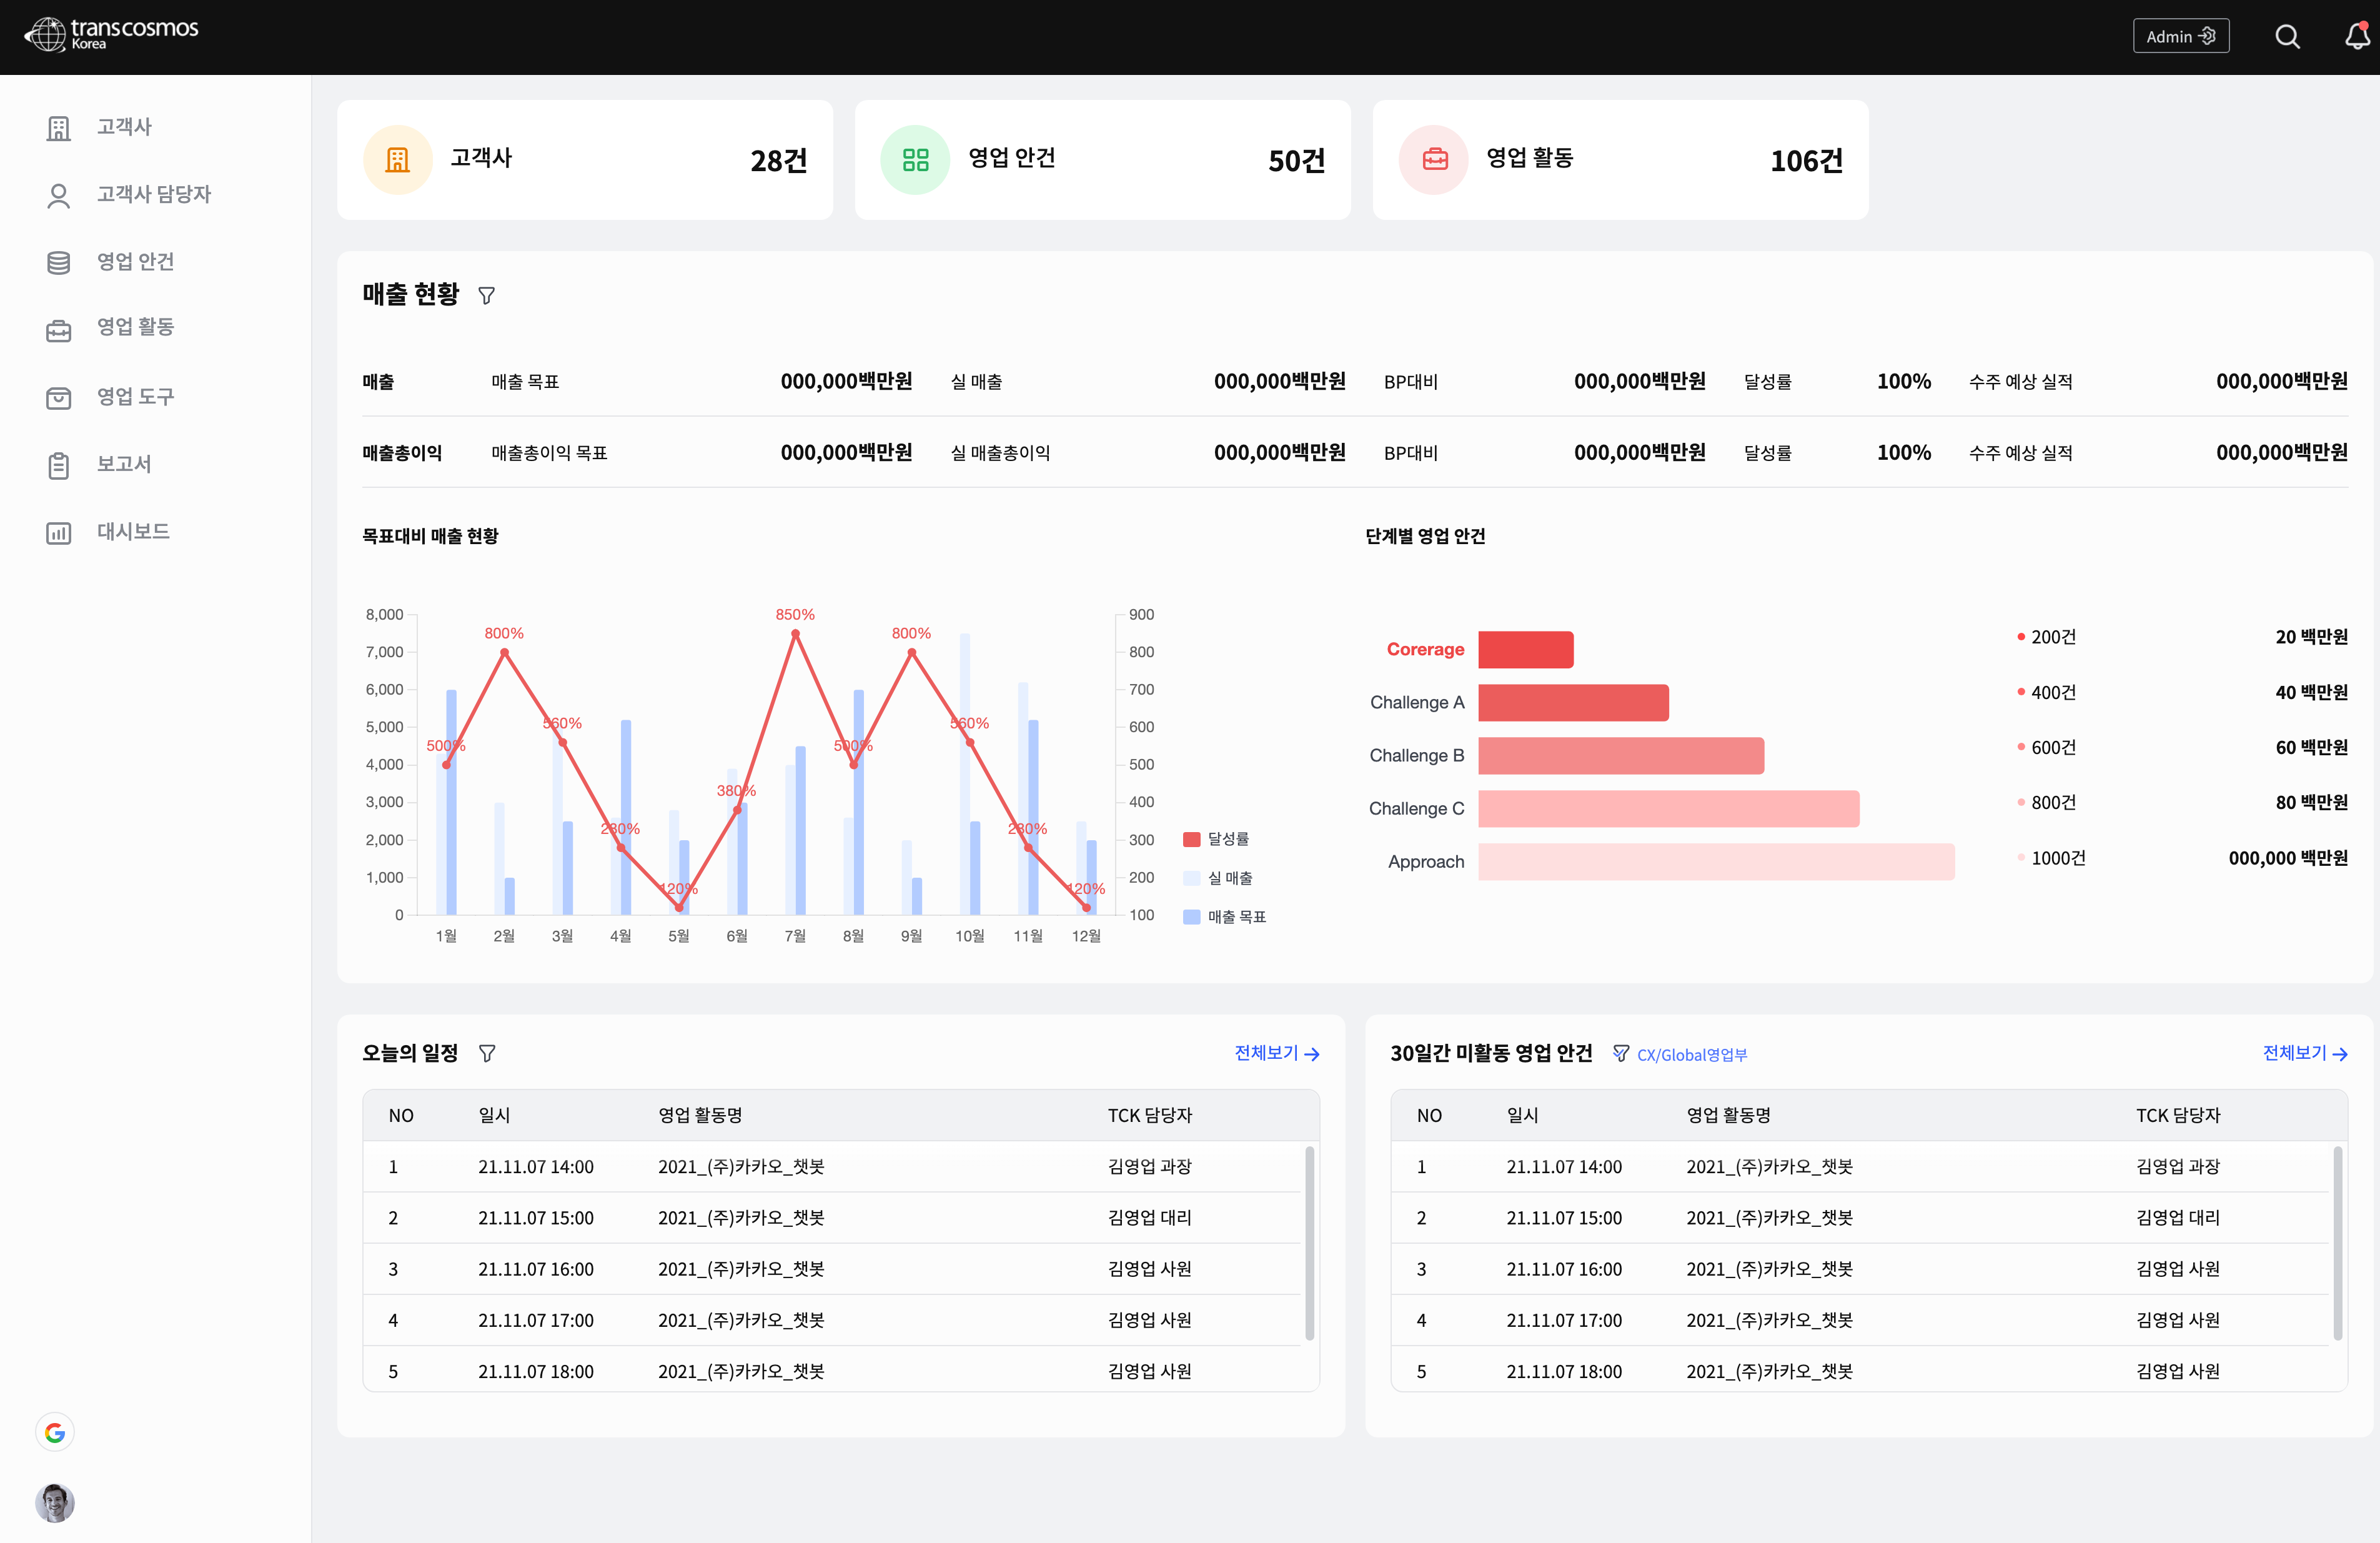 transcosmos
Korea
Admin
고객사
고객사 담당자
영업 안건
영업 활동
영업 도구
보고서
대시보드
고객사 28건
영업 안건 50건
영업 활동 106건
매출 현황
매출 매출 목표 000,000백만원 실 매출 000,000백만원 BP대비 000,000백만원 달성률 100% 수주 예상 실적 000,000백만원
매출총이익 매출총이익 목표 000,000백만원 실 매출총이익 000,000백만원 BP대비 000,000백만원 달성률 100% 수주 예상 실적 000,000백만원
목표대비 매출 현황
8,000
7,000
6,000
5,000
4,000
3,000
2,000
1,000
0
500%
800%
560%
280%
120%
380%
850%
500%
800%
560%
280%
120%
900
800
700
600
500
400
300
200
100
1월 2월 3월 4월 5월 6월 7월 8월 9월 10월 11월 12월
달성률
실 매출
매출 목표
단계별 영업 안건
Corerage 200건 20 백만원
Challenge A 400건 40 백만원
Challenge B 600건 60 백만원
Challenge C 800건 80 백만원
Approach 1000건 000,000 백만원
오늘의 일정 전체보기
NO 일시 영업 활동명 TCK 담당자
1 21.11.07 14:00 2021_(주)카카오_챗봇 김영업 과장
2 21.11.07 15:00 2021_(주)카카오_챗봇 김영업 대리
3 21.11.07 16:00 2021_(주)카카오_챗봇 김영업 사원
4 21.11.07 17:00 2021_(주)카카오_챗봇 김영업 사원
5 21.11.07 18:00 2021_(주)카카오_챗봇 김영업 사원
30일간 미활동 영업 안건 CX/Global영업부 전체보기
NO 일시 영업 활동명 TCK 담당자
1 21.11.07 14:00 2021_(주)카카오_챗봇 김영업 과장
2 21.11.07 15:00 2021_(주)카카오_챗봇 김영업 대리
3 21.11.07 16:00 2021_(주)카카오_챗봇 김영업 사원
4 21.11.07 17:00 2021_(주)카카오_챗봇 김영업 사원
5 21.11.07 18:00 2021_(주)카카오_챗봇 김영업 사원